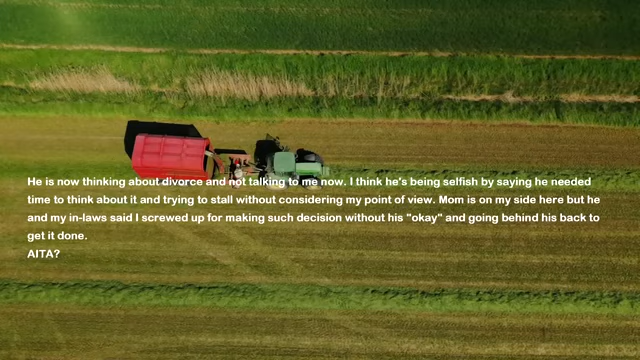 He is now thinking about divorce and not talking to me now. I think he's being selfish by saying he needed
time to think about it and trying to stall without considering my point of view. Mom is on my side here but he
and my in-laws said I screwed up for making such decision without his "okay" and going behind his back to
get it done.
AITA?